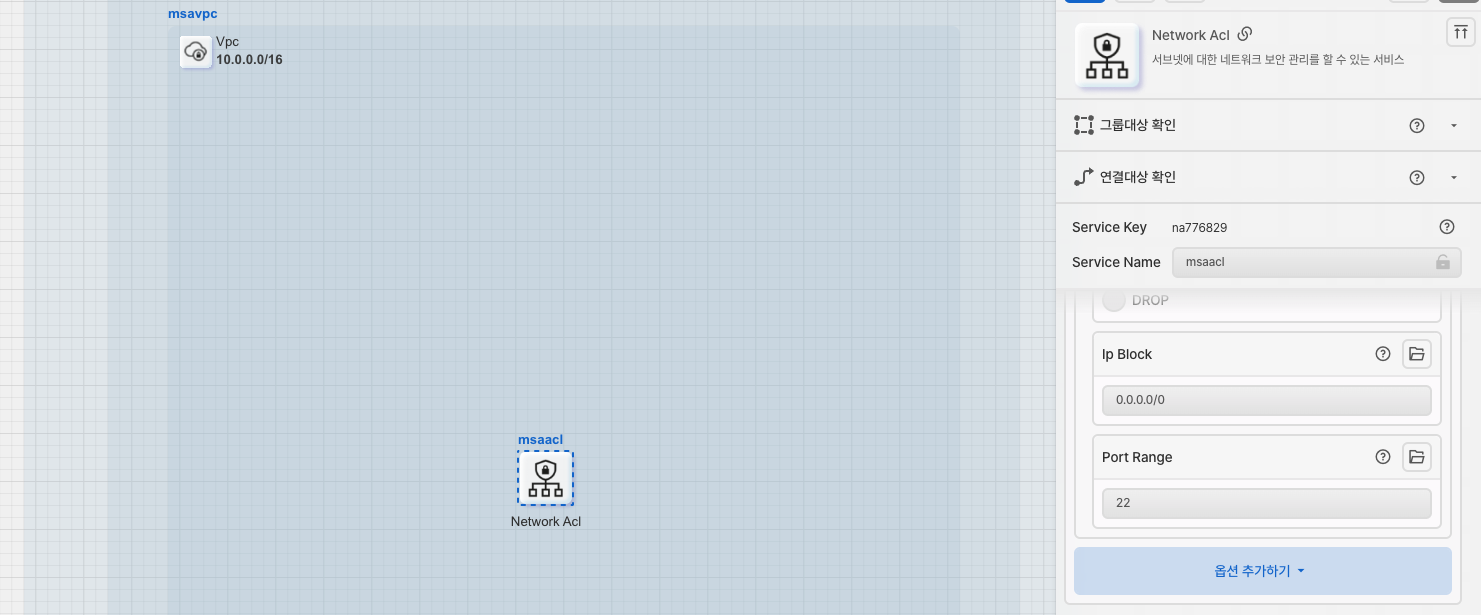 msavpc
Vpc
10.0.0.0/16
msaacl
Network Acl
Network Acl
서브넷에 대한 네트워크 보안 관리를 할 수 있는 서비스
그룹대상 확인
연결대상 확인
Service Key na776829
Service Name msaacl
DROP
Ip Block
0.0.0.0/0
Port Range
22
옵션 추가하기